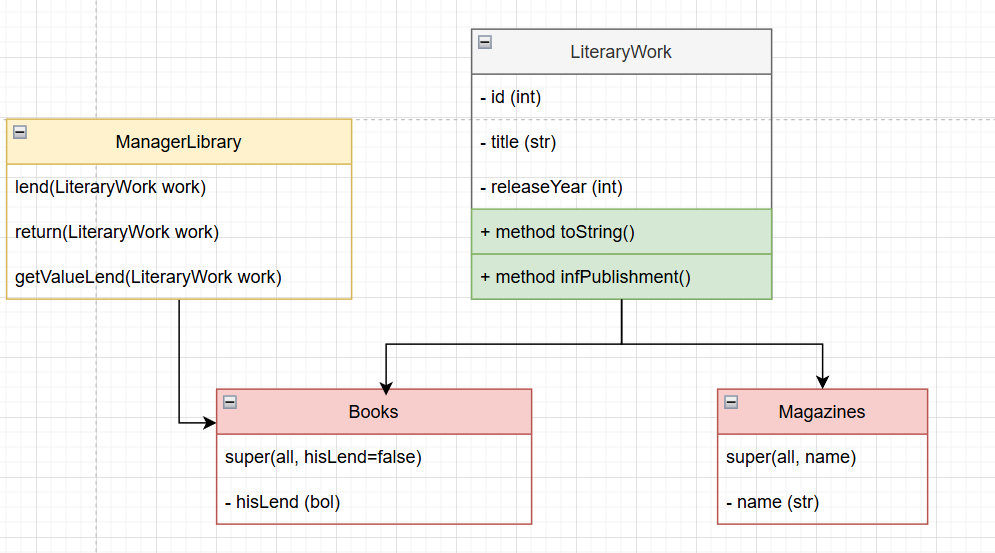 LiteraryWork
- id (int)
- title (str)
- releaseYear (int)
+ method toString()
+ method infPublishment()
ManagerLibrary
lend(LiteraryWork work)
return(LiteraryWork work)
getValueLend(LiteraryWork work)
Books
super(all, hisLend=false)
- hisLend (bol)
Magazines
super(all, name)
- name (str)